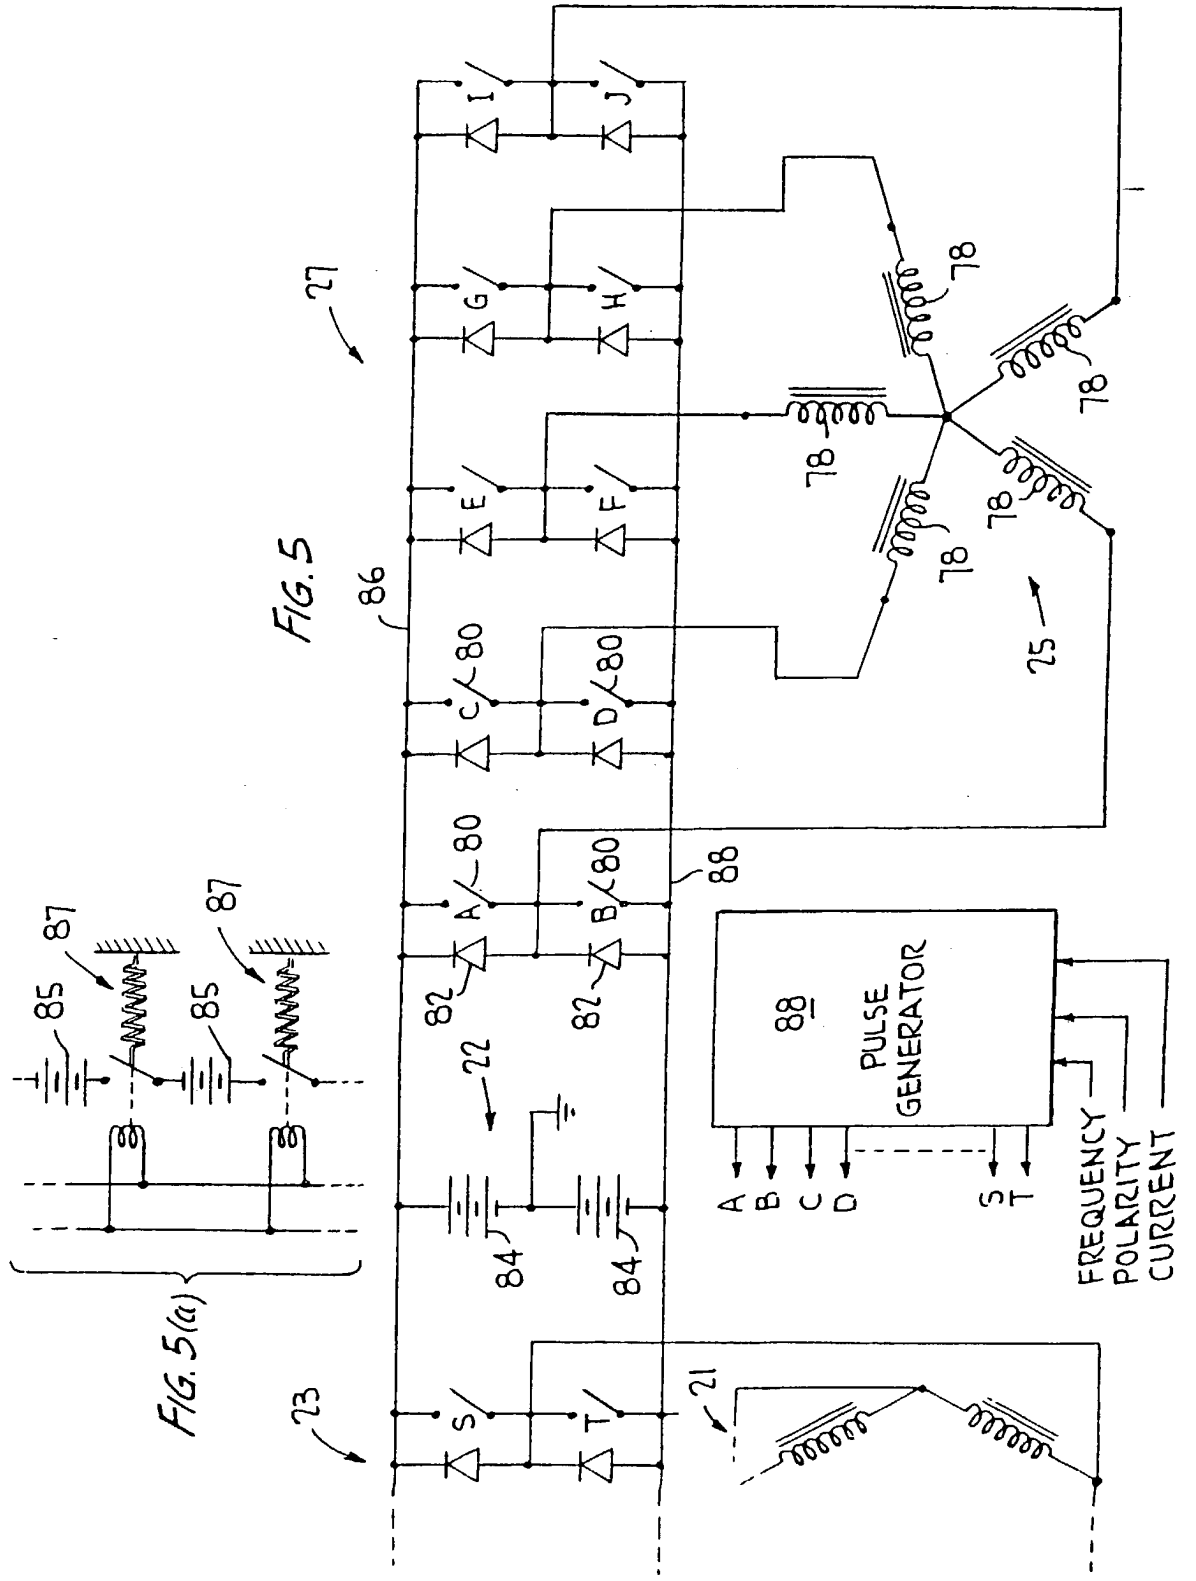 FIG. 5(a)
85
87
85
87
FIG. 5
23
22
86
27
S
T
84
84
82
82
A
80
B
80
C
80
D
80
E
F
G
H
I
J
88
21
A
B
C
D
S
T
88
PULSE
GENERATOR
FREQUENCY
POLARITY
CURRENT
25
78
78
78
78
78